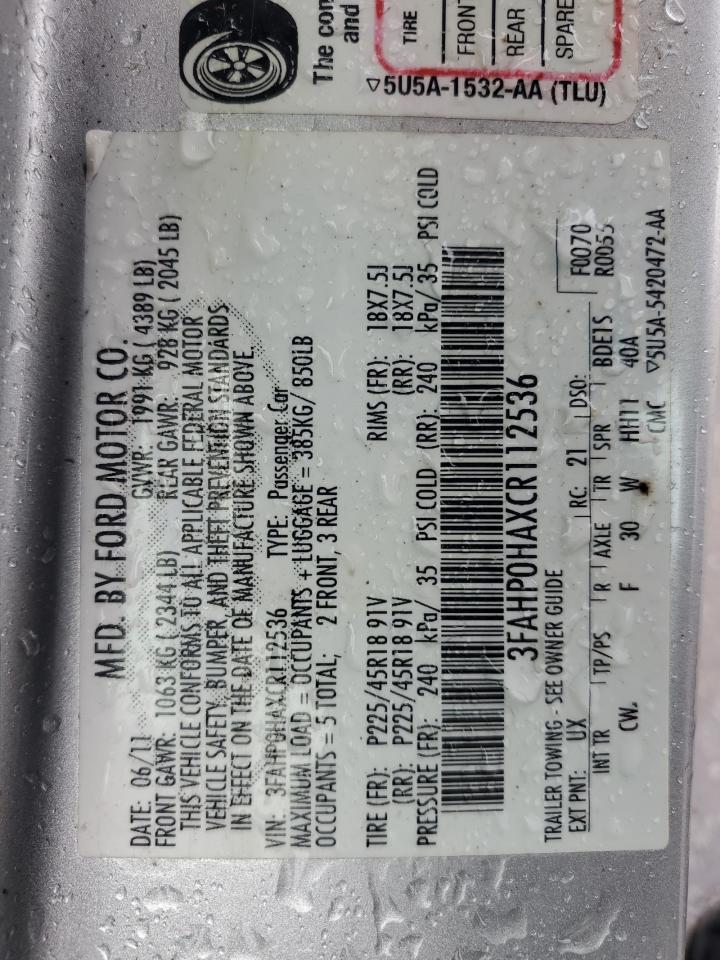 The con
and
TIRE
FRONT
REAR
SPARE
▽5U5A-1532-AA (TLU)
MFD. BY FORD MOTOR CO.
DATE: 06/11 GVWR: 1991 KG ( 4389 LB)
FRONT GAWR: 1063 KG ( 2344 LB) REAR GAWR: 928 KG ( 2045 LB)
THIS VEHICLE CONFORMS TO ALL APPLICABLE FEDERAL MOTOR
VEHICLE SAFETY, BUMPER, AND THEFT PREVENTION STANDARDS
IN EFFECT ON THE DATE OF MANUFACTURE SHOWN ABOVE.
VIN: 3FAHP0HAXCR112536 TYPE: Passenger Car
MAXIMUM LOAD = OCCUPANTS + LUGGAGE = 385KG/ 850LB
OCCUPANTS = 5 TOTAL; 2 FRONT, 3 REAR
TIRE (FR): P225/45R18 91V RIMS (FR): 18X7.5J
(RR): P225/45R18 91V (RR): 18X7.5J
PRESSURE (FR): 240 kPa/ 35 PSI COLD (RR): 240 kPa/ 35 PSI COLD
3FAHP0HAXCR112536
TRAILER TOWING - SEE OWNER GUIDE F0070
EXT PNT: UX RC: 21 DSO: R0055
INT TR TP/PS R AXLE TR SPR BDE1S
CW. F 30 W HH11 40A
CMC ▽5U5A-5420472-AA